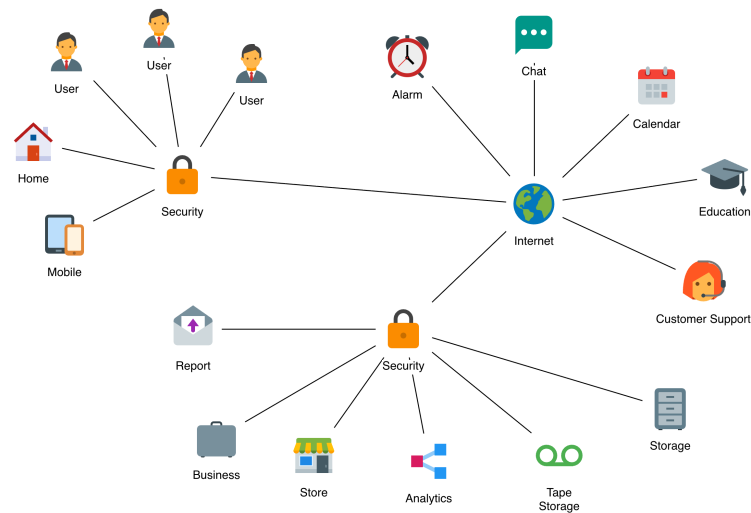 User
User
User
Home
Mobile
Security
Alarm
Chat
Calendar
Education
Internet
Customer Support
Report
Security
Business
Store
Analytics
Tape
Storage
Storage